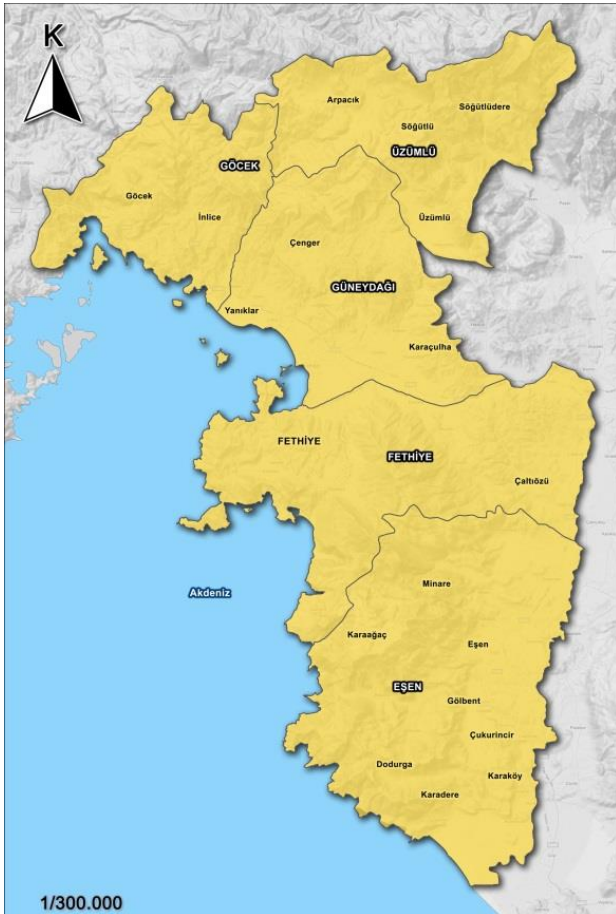 K
Arpacık
Söğütlüdere
Söğütlü
ÜZÜMLÜ
GÖCEK
Göcek
İnlice
Üzümlü
Çenger
GÜNEYDAĞI
Yanıklar
Karaçulha
FETHİYE
FETHİYE
Çaltıözü
Minare
Akdeniz
Karaağaç
Eşen
EŞEN
Gölbent
Çukurincir
Dodurga
Karaköy
Karadere
1/300.000